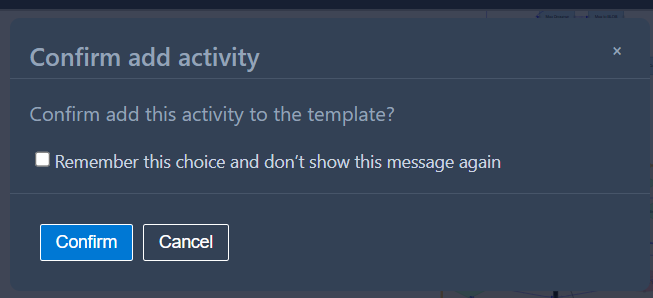 Confirm add activity
×
Confirm add this activity to the template?
Remember this choice and don’t show this message again
Confirm
Cancel